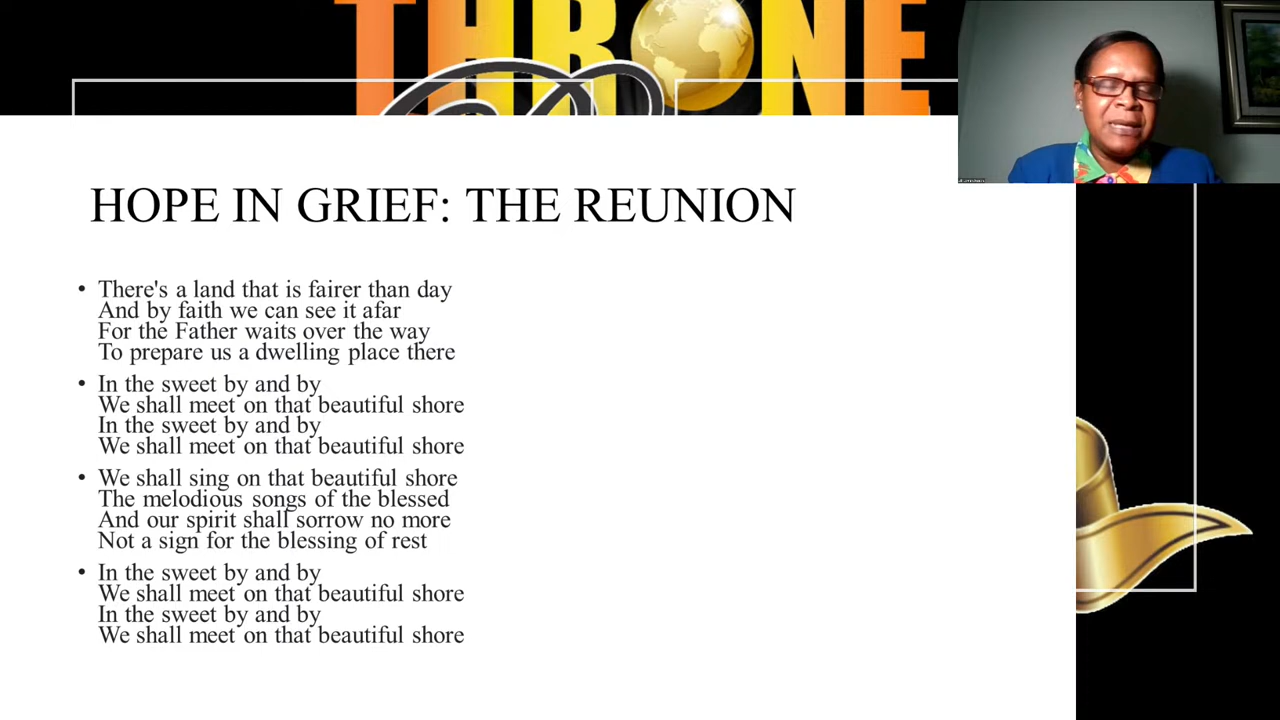 THRONE
HOPE IN GRIEF: THE REUNION
• There's a land that is fairer than day
And by faith we can see it afar
For the Father waits over the way
To prepare us a dwelling place there
• In the sweet by and by
We shall meet on that beautiful shore
In the sweet by and by
We shall meet on that beautiful shore
• We shall sing on that beautiful shore
The melodious songs of the blessed
And our spirit shall sorrow no more
Not a sign for the blessing of rest
• In the sweet by and by
We shall meet on that beautiful shore
In the sweet by and by
We shall meet on that beautiful shore